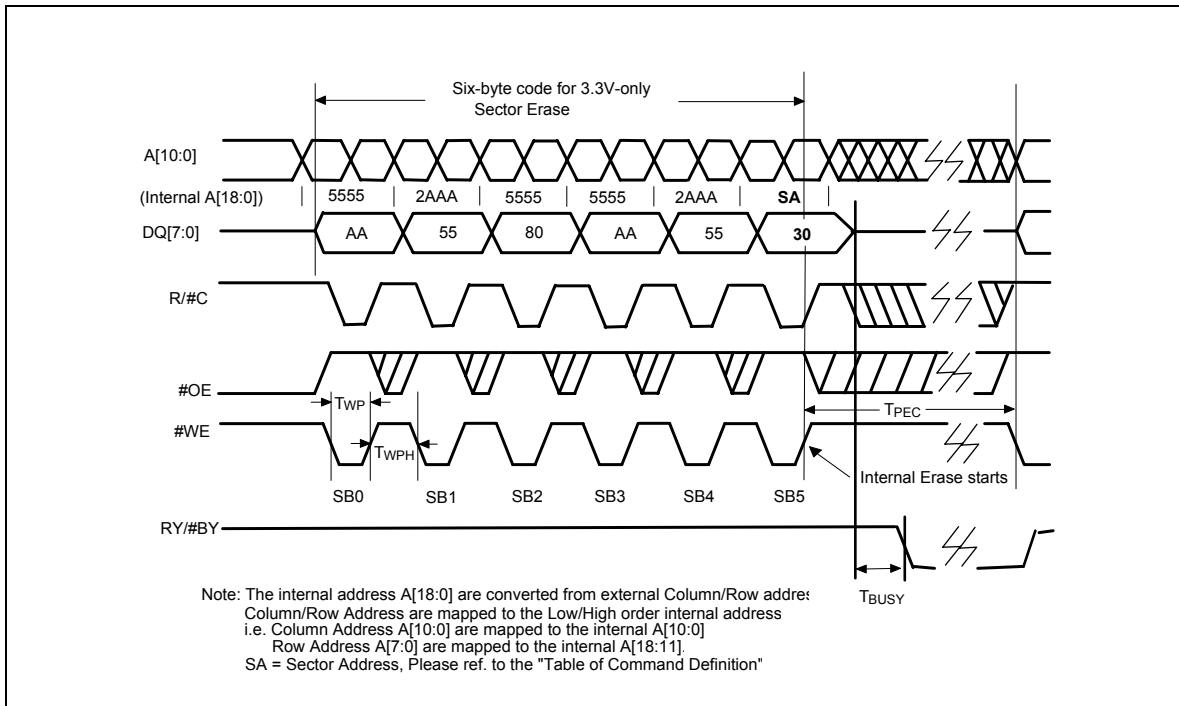 Six-byte code for 3.3V-only
Sector Erase
A[10:0]
(Internal A[18:0])
5555 2AAA 5555 5555 2AAA SA
DQ[7:0]
AA 55 80 AA 55 30
R/#C
#OE
TWP
TPEC
#WE
TWPH
Internal Erase starts
SB0 SB1 SB2 SB3 SB4 SB5
RY/#BY
TBUSY
Note: The internal address A[18:0] are converted from external Column/Row addres
Column/Row Address are mapped to the Low/High order internal address
i.e. Column Address A[10:0] are mapped to the internal A[10:0]
Row Address A[7:0] are mapped to the internal A[18:11].
SA = Sector Address, Please ref. to the "Table of Command Definition"